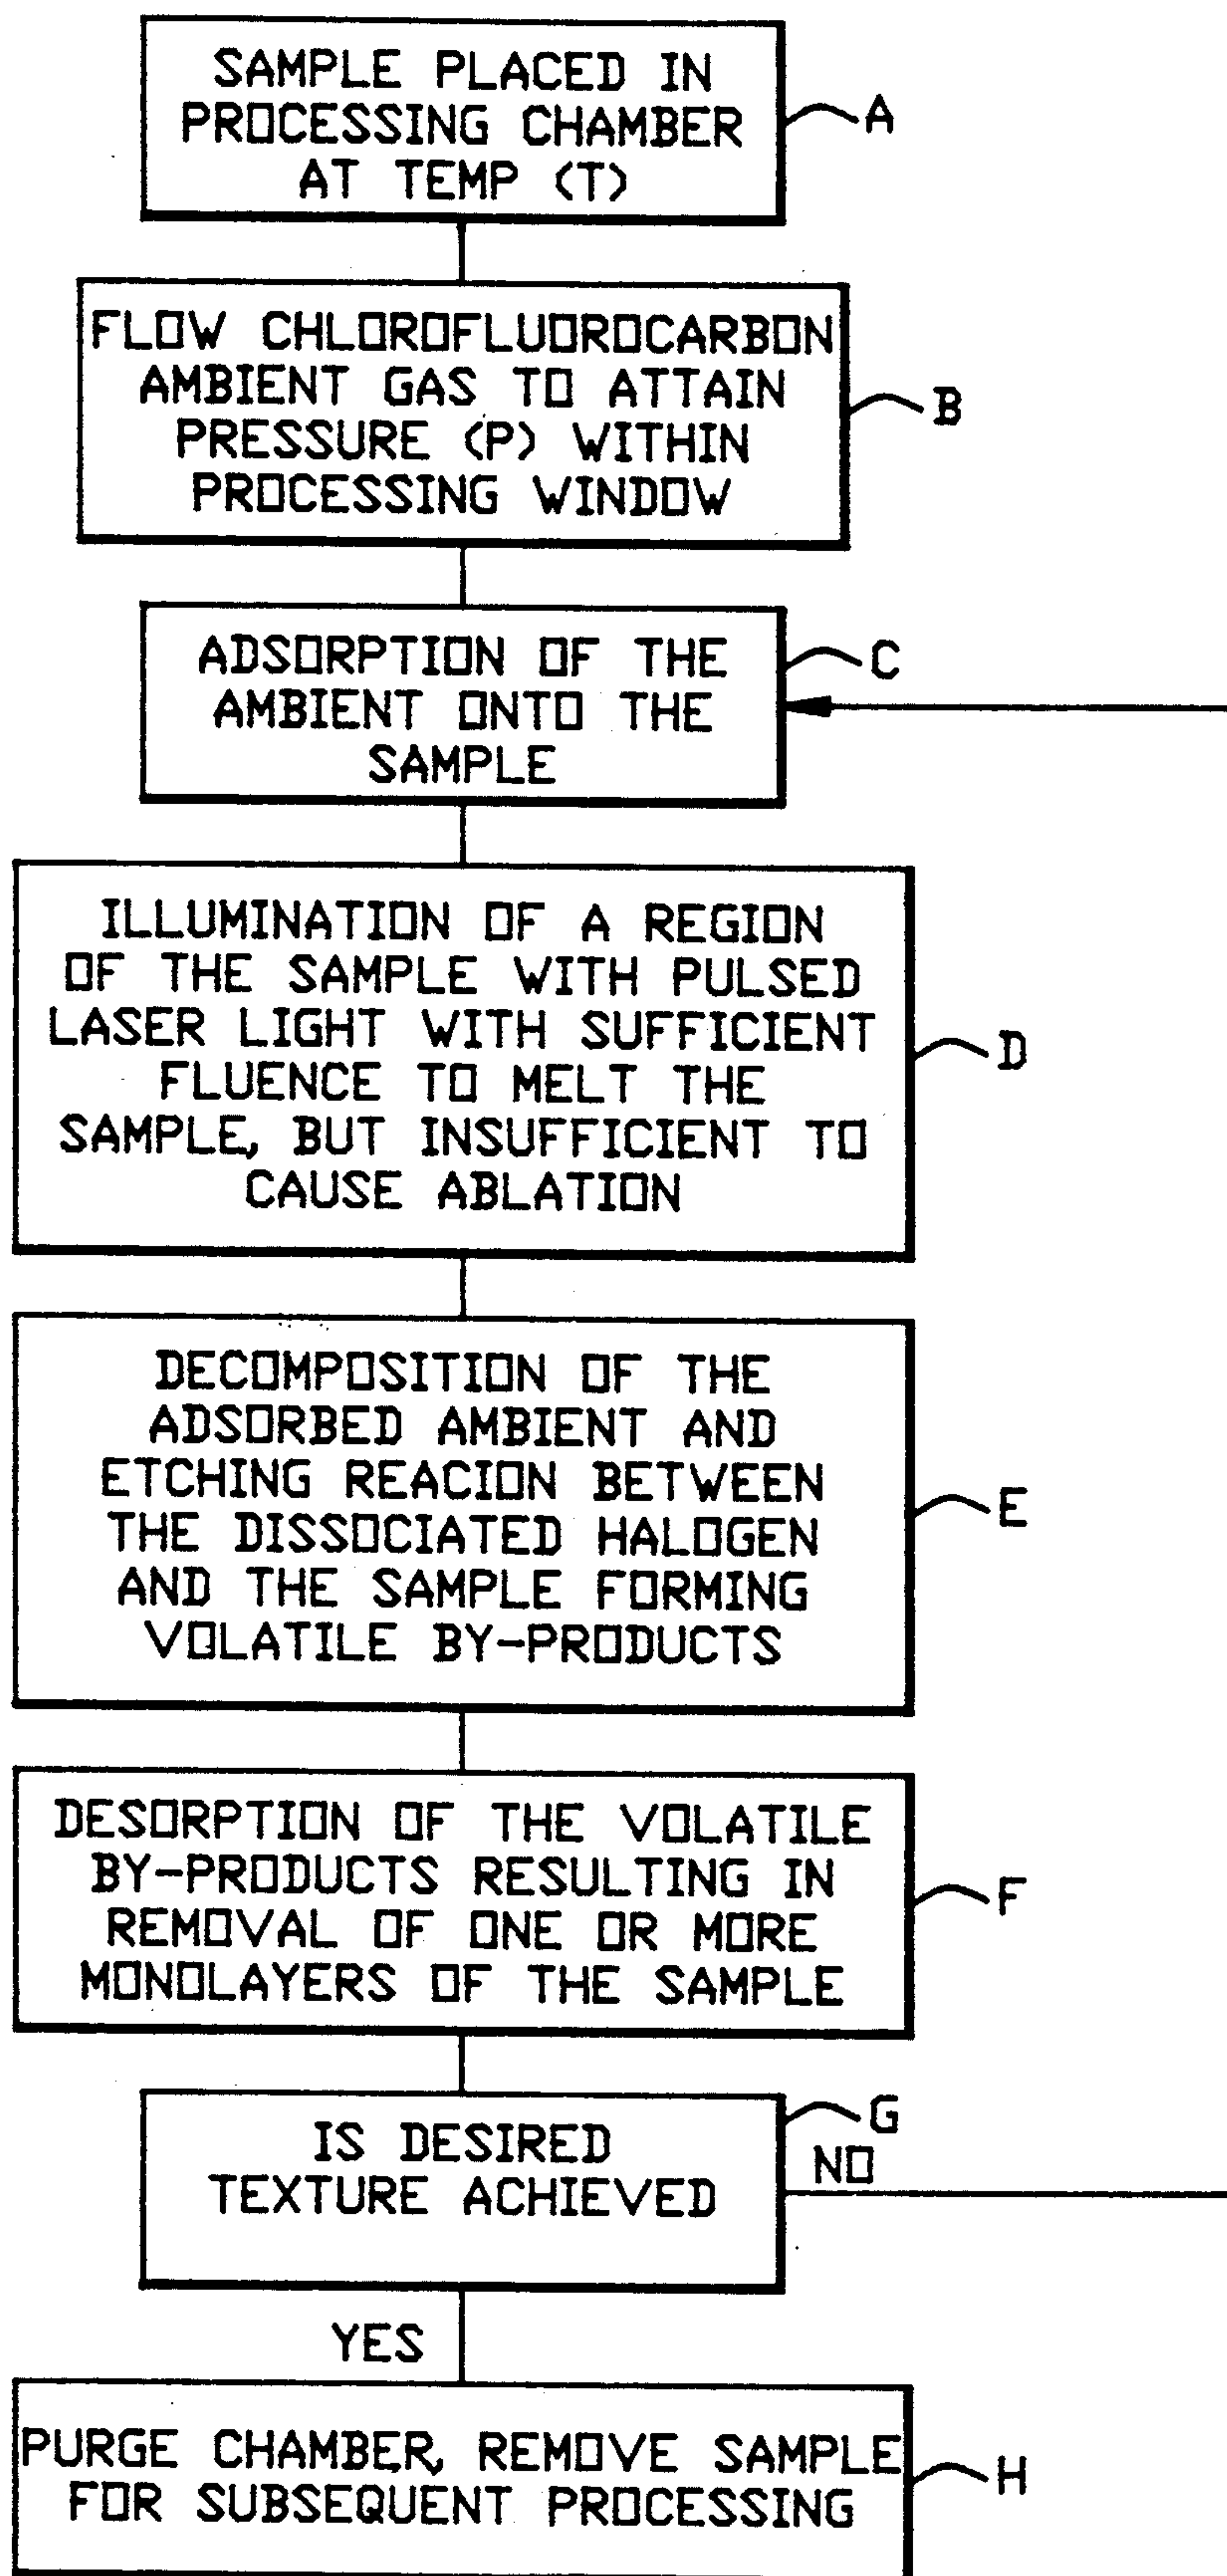 SAMPLE PLACED IN
PROCESSING CHAMBER
AT TEMP (T)
A
FLOW CHLOROFLUOROCARBON
AMBIENT GAS TO ATTAIN
PRESSURE (P) WITHIN
PROCESSING WINDOW
B
ADSORPTION OF THE
AMBIENT ONTO THE
SAMPLE
C
ILLUMINATION OF A REGION
OF THE SAMPLE WITH PULSED
LASER LIGHT WITH SUFFICIENT
FLUENCE TO MELT THE
SAMPLE, BUT INSUFFICIENT TO
CAUSE ABLATION
D
DECOMPOSITION OF THE
ADSORBED AMBIENT AND
ETCHING REACION BETWEEN
THE DISSOCIATED HALOGEN
AND THE SAMPLE FORMING
VOLATILE BY-PRODUCTS
E
DESORPTION OF THE VOLATILE
BY-PRODUCTS RESULTING IN
REMOVAL OF ONE OR MORE
MONOLAYERS OF THE SAMPLE
F
IS DESIRED
TEXTURE ACHIEVED
G
NO
YES
PURGE CHAMBER, REMOVE SAMPLE
FOR SUBSEQUENT PROCESSING
H